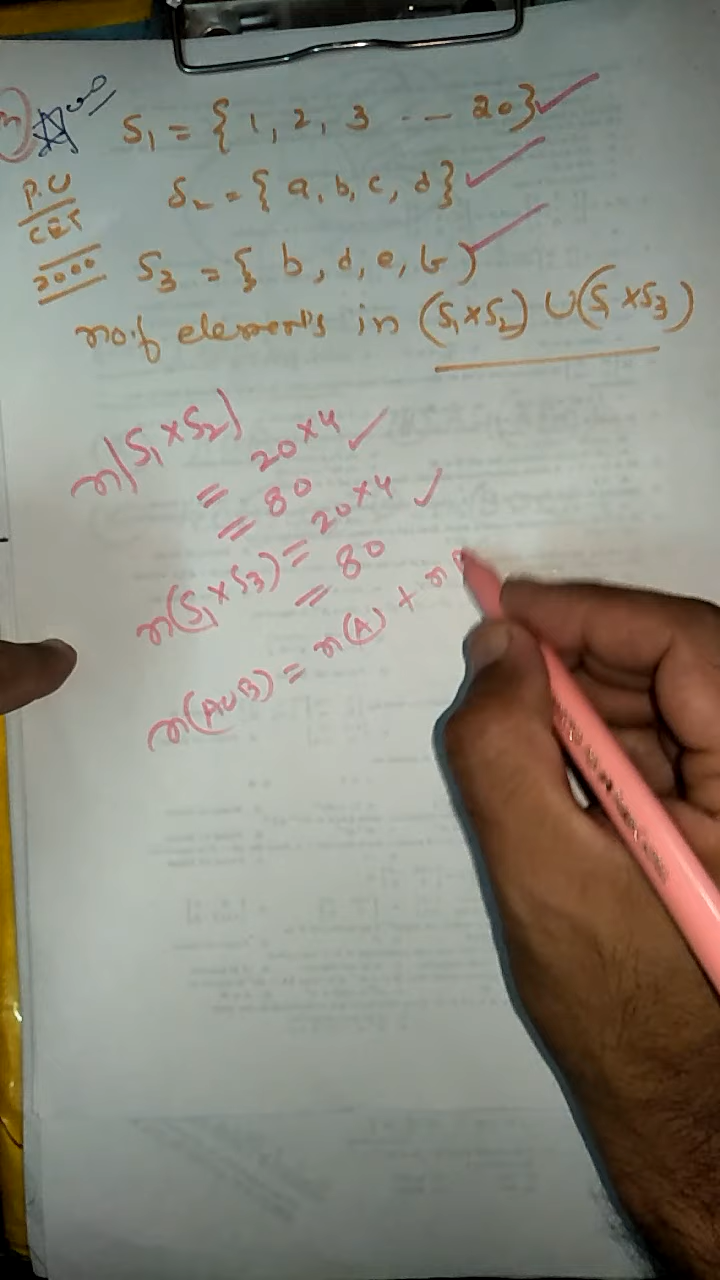 S₁ = { 1, 2, 3 ... 20}
P.U
CET
2000
S₂ = { a, b, c, d}
S₃ = { b, d, e,
no.of elements in (S₁×S₂) ∪ (S₁×S₃)
n(S₁×S₂)
= 20×4
= 80
n(S₁×S₃) = 20×4
= 80
n(A∪B) = n(A) + n